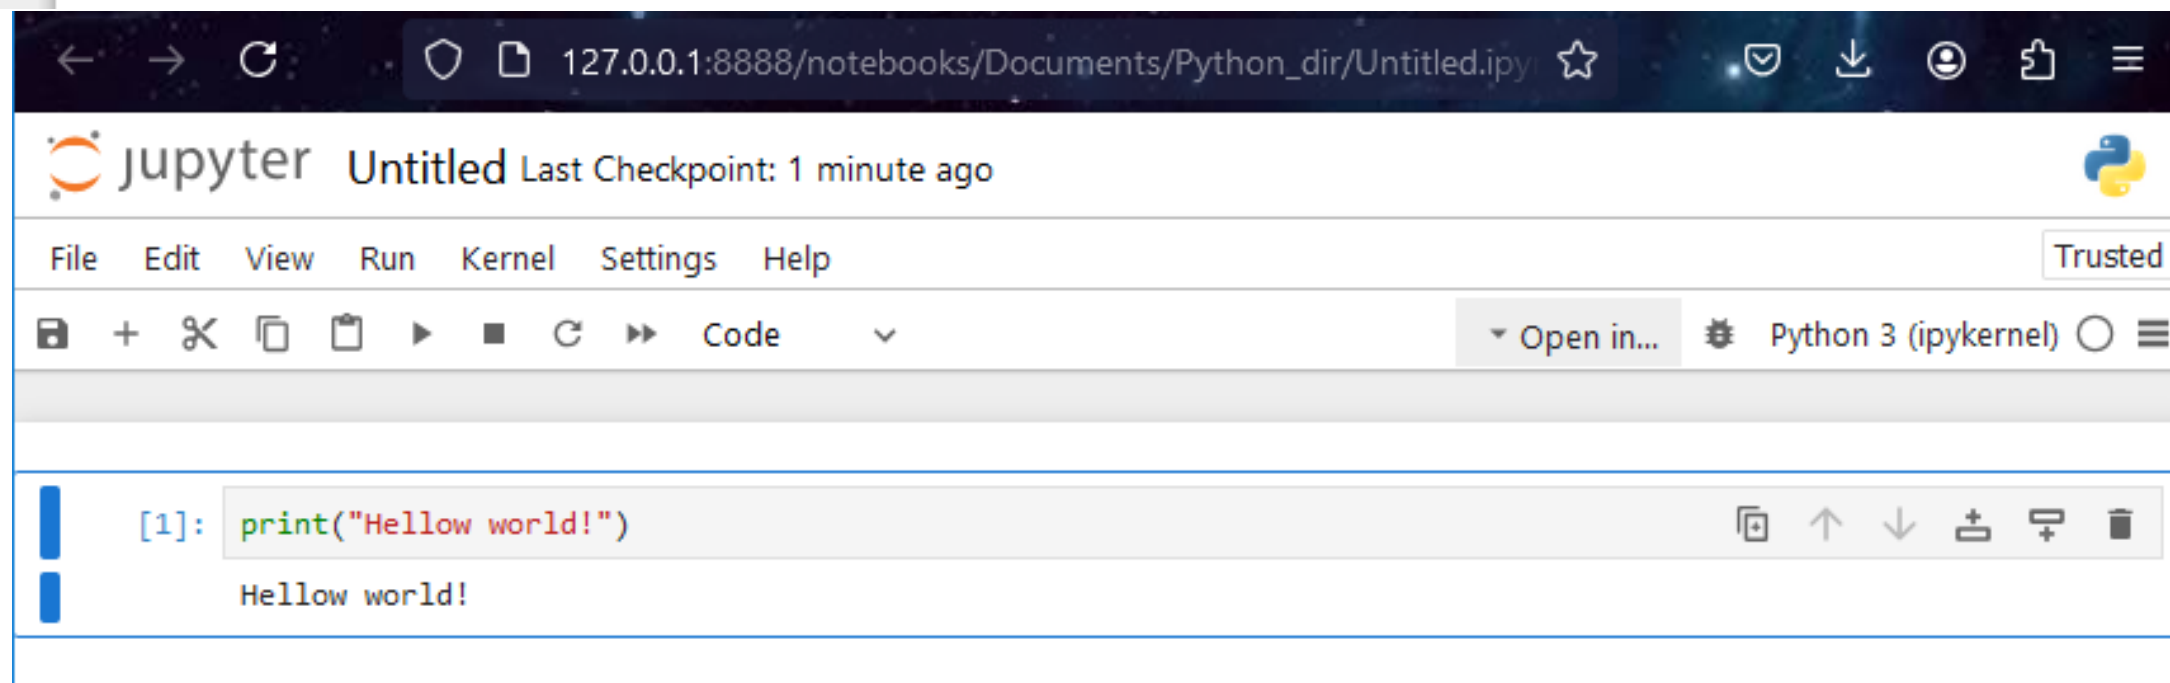 127.0.0.1:8888/notebooks/Documents/Python_dir/Untitled.ipy
jupyter Untitled Last Checkpoint: 1 minute ago
File Edit View Run Kernel Settings Help Trusted
Code Open in... Python 3 (ipykernel)
[1]: print("Hellow world!")
Hellow world!